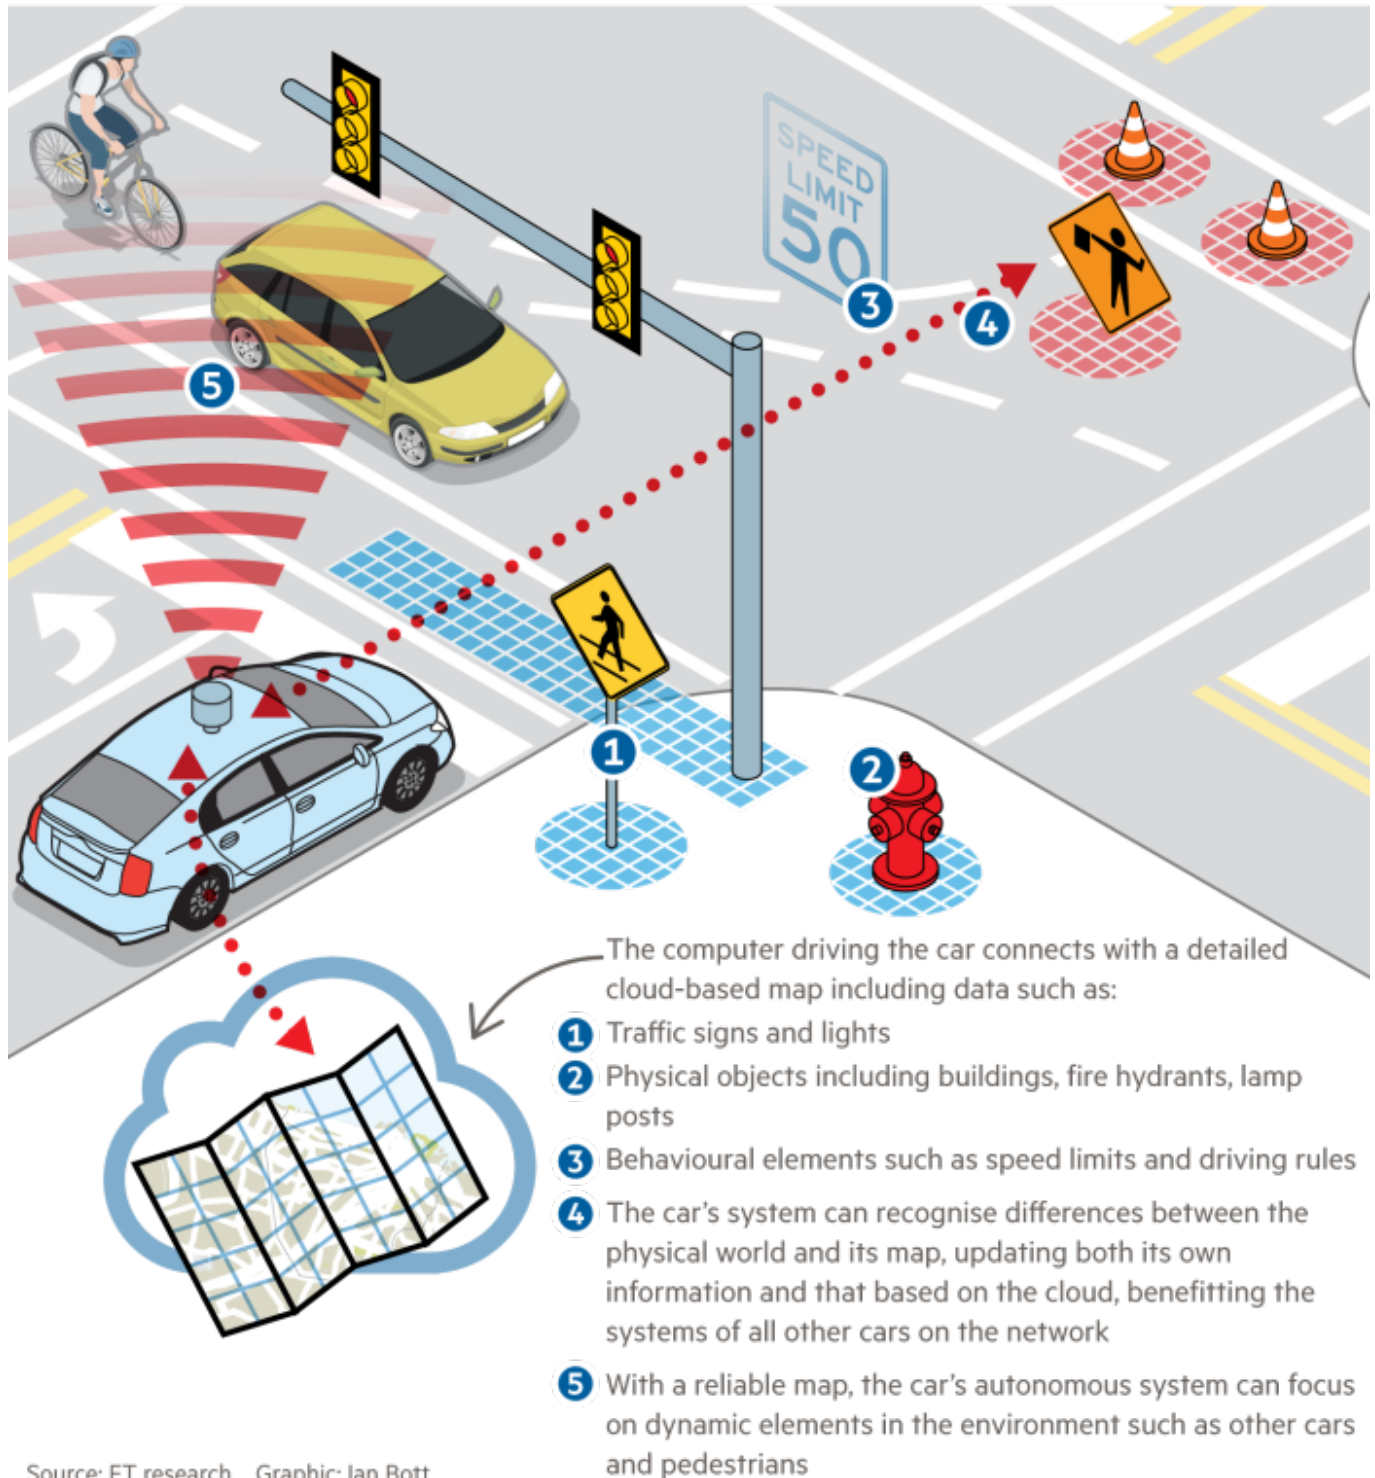 SPEED
LIMIT
50
3
4
5
1
2
The computer driving the car connects with a detailed
cloud-based map including data such as:
1 Traffic signs and lights
2 Physical objects including buildings, fire hydrants, lamp
posts
3 Behavioural elements such as speed limits and driving rules
4 The car's system can recognise differences between the
physical world and its map, updating both its own
information and that based on the cloud, benefitting the
systems of all other cars on the network
5 With a reliable map, the car's autonomous system can focus
on dynamic elements in the environment such as other cars
and pedestrians
Source: FT research Graphic: Ian Bott